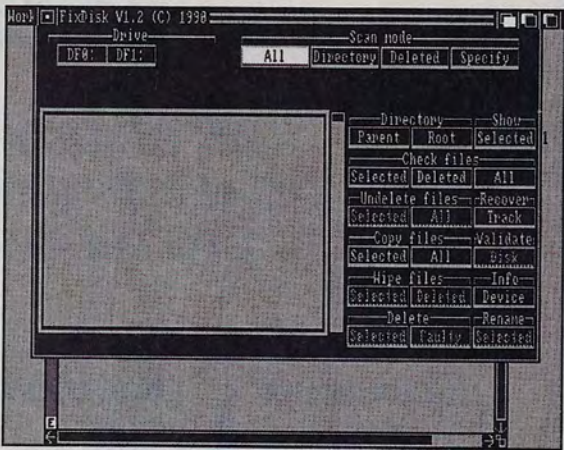 Work FixDisk V1.2 (C) 1990
Drive Scan mode
DF0: DF1: All Directory Deleted Specify
Directory Show
Parent Root Selected
Check files
Selected Deleted All
Undelete files Recover
Selected All Track
Copy files Validate
Selected All Disk
Wipe files Info
Selected Deleted Device
Delete Rename
Selected Faulty Selected
E